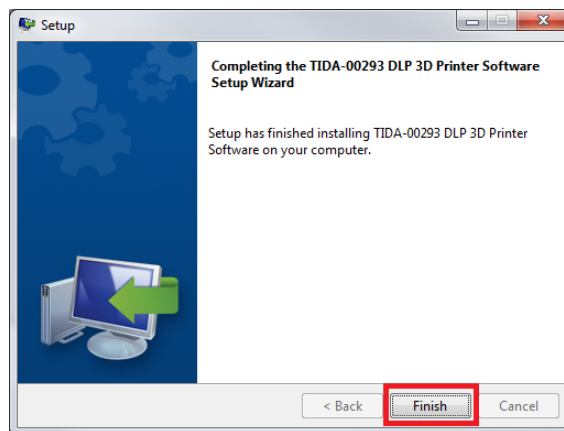 Setup
Completing the TIDA-00293 DLP 3D Printer Software
Setup Wizard
Setup has finished installing TIDA-00293 DLP 3D Printer
Software on your computer.
< Back Finish Cancel